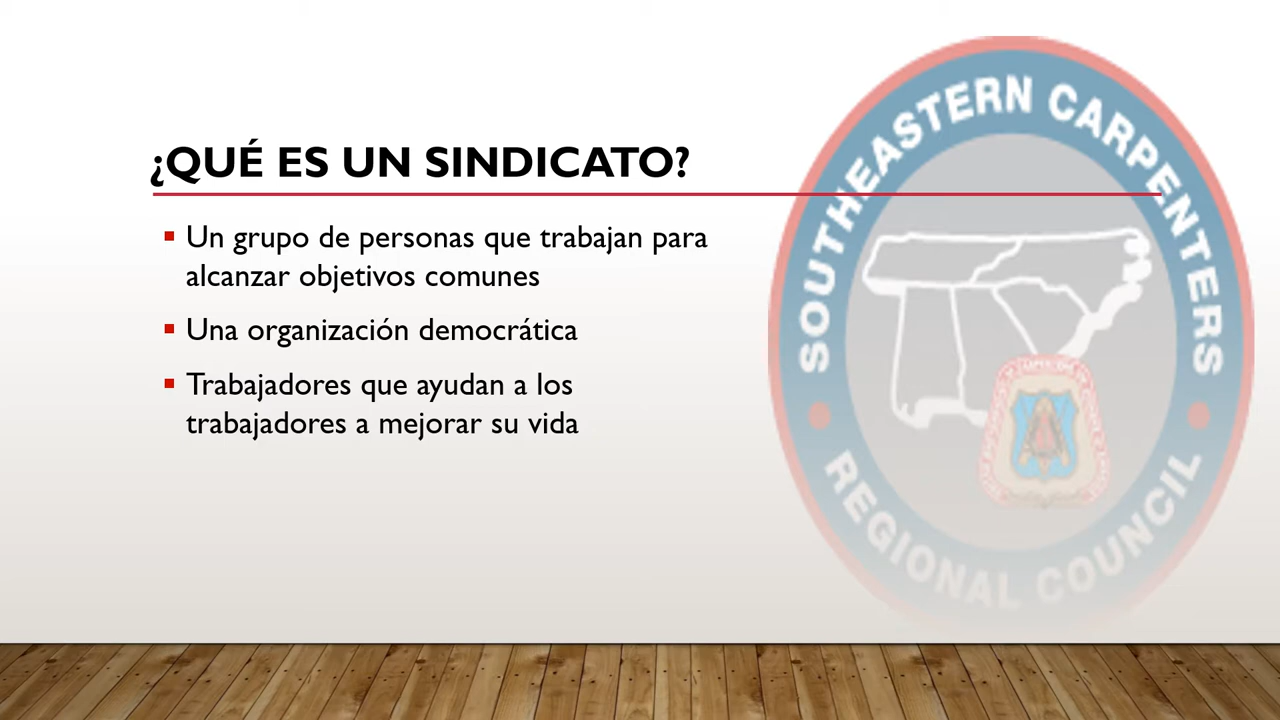 ¿QUÉ ES UN SINDICATO?
Un grupo de personas que trabajan para
alcanzar objetivos comunes
Una organización democrática
Trabajadores que ayudan a los
trabajadores a mejorar su vida
SOUTHEASTERN CARPENTERS
REGIONAL COUNCIL